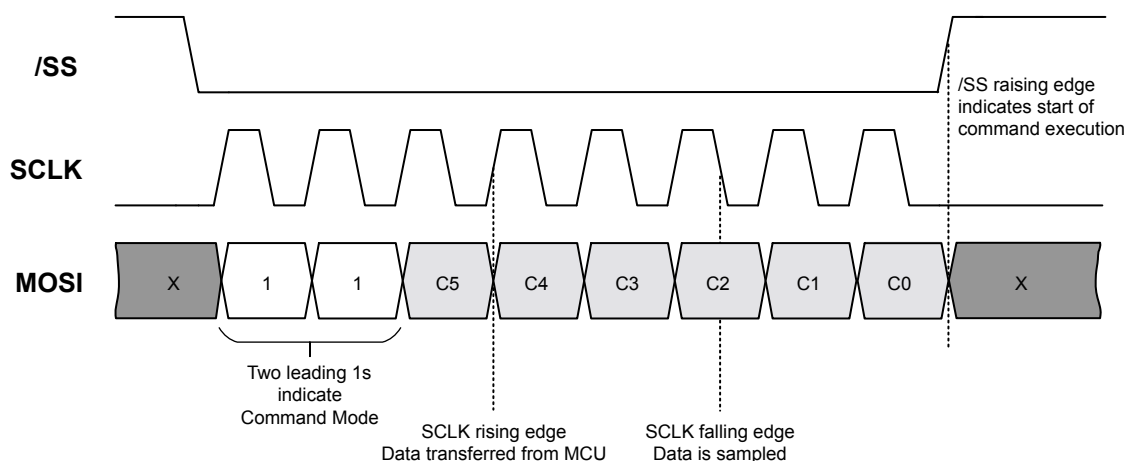 /SS
/SS raising edge
indicates start of
command execution
SCLK
MOSI
X 1 1 C5 C4 C3 C2 C1 C0 X
Two leading 1s
indicate
Command Mode
SCLK rising edge
Data transferred from MCU
SCLK falling edge
Data is sampled